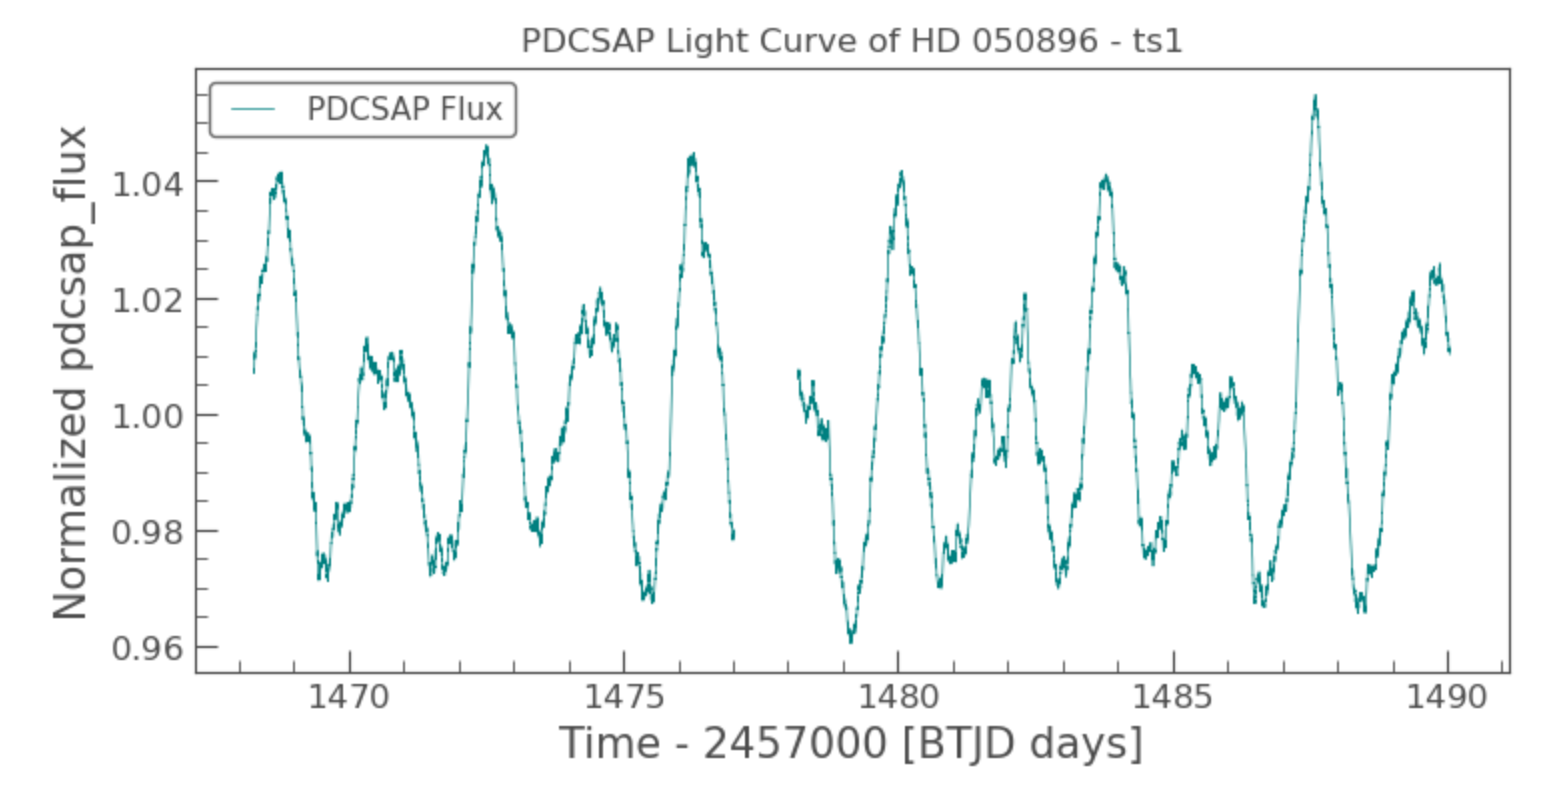 PDCSAP Light Curve of HD 050896 - ts1
PDCSAP Flux
Normalized pdcsap_flux
1.04
1.02
1.00
0.98
0.96
1470 1475 1480 1485 1490
Time - 2457000 [BTJD days]